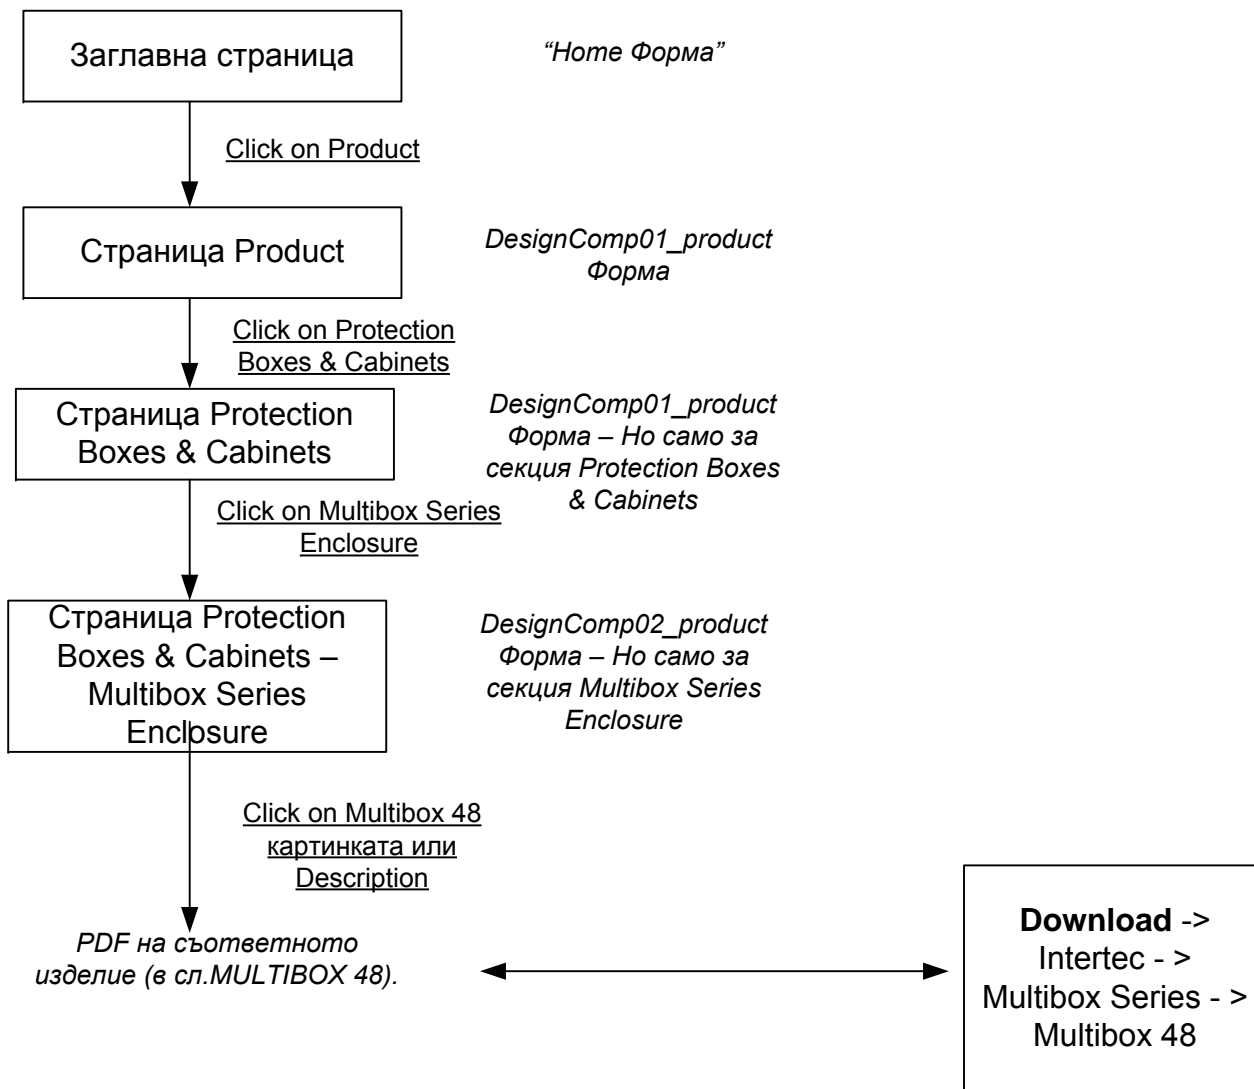 Заглавна страница
“Home Форма”
Click on Product
Страница Product
DesignComp01_product
Форма
Click on Protection
Boxes & Cabinets
Страница Protection
Boxes & Cabinets
DesignComp01_product
Форма – Но само за
секция Protection Boxes
& Cabinets
Click on Multibox Series
Enclosure
Страница Protection
Boxes & Cabinets –
Multibox Series
Enclosure
DesignComp02_product
Форма – Но само за
секция Multibox Series
Enclosure
Click on Multibox 48
картинката или
Description
PDF на съответното
изделие (в сл.MULTIBOX 48).
Download ->
Intertec - >
Multibox Series - >
Multibox 48